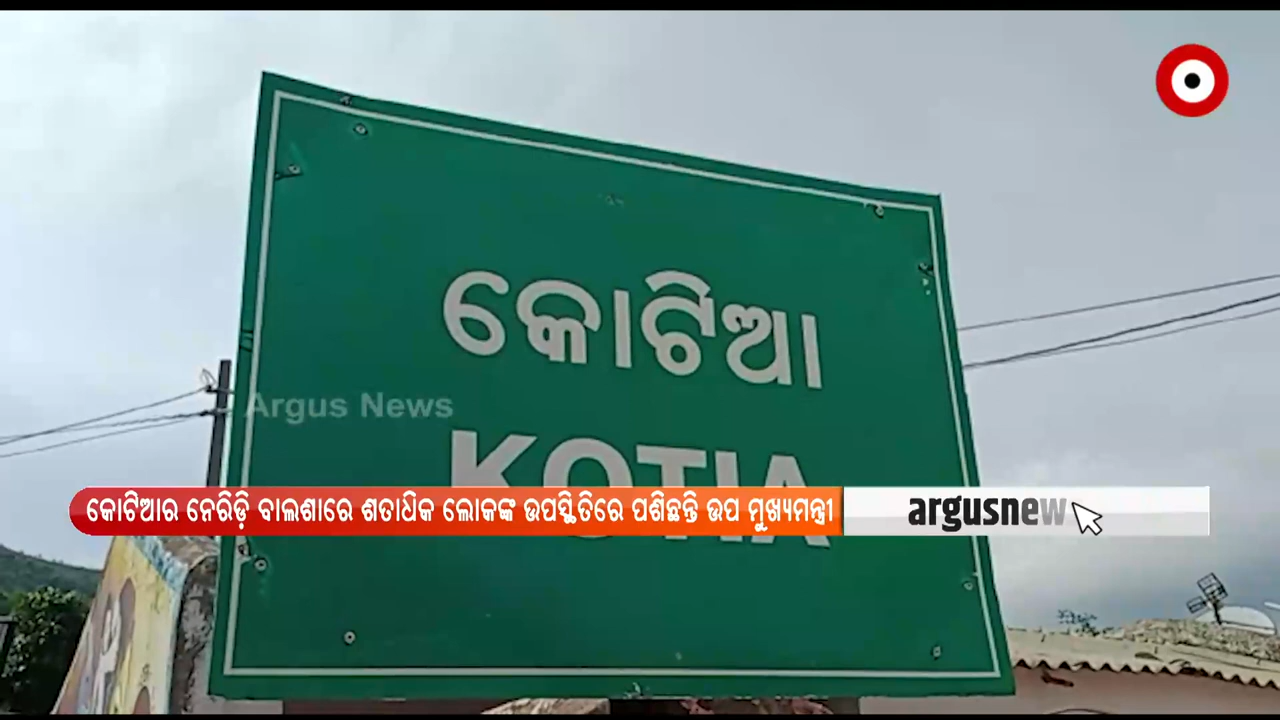 କୋଟିଆ
Argus News
KOTIA
କୋଟିଆର ନେରିଡ଼ି ବାଲଶାରେ ଶତାଧିକ ଲୋକଙ୍କ ଉପସ୍ଥିତିରେ ପଶିଛନ୍ତି ଉପ ମୁଖ୍ୟମନ୍ତ୍ରୀ argusnew